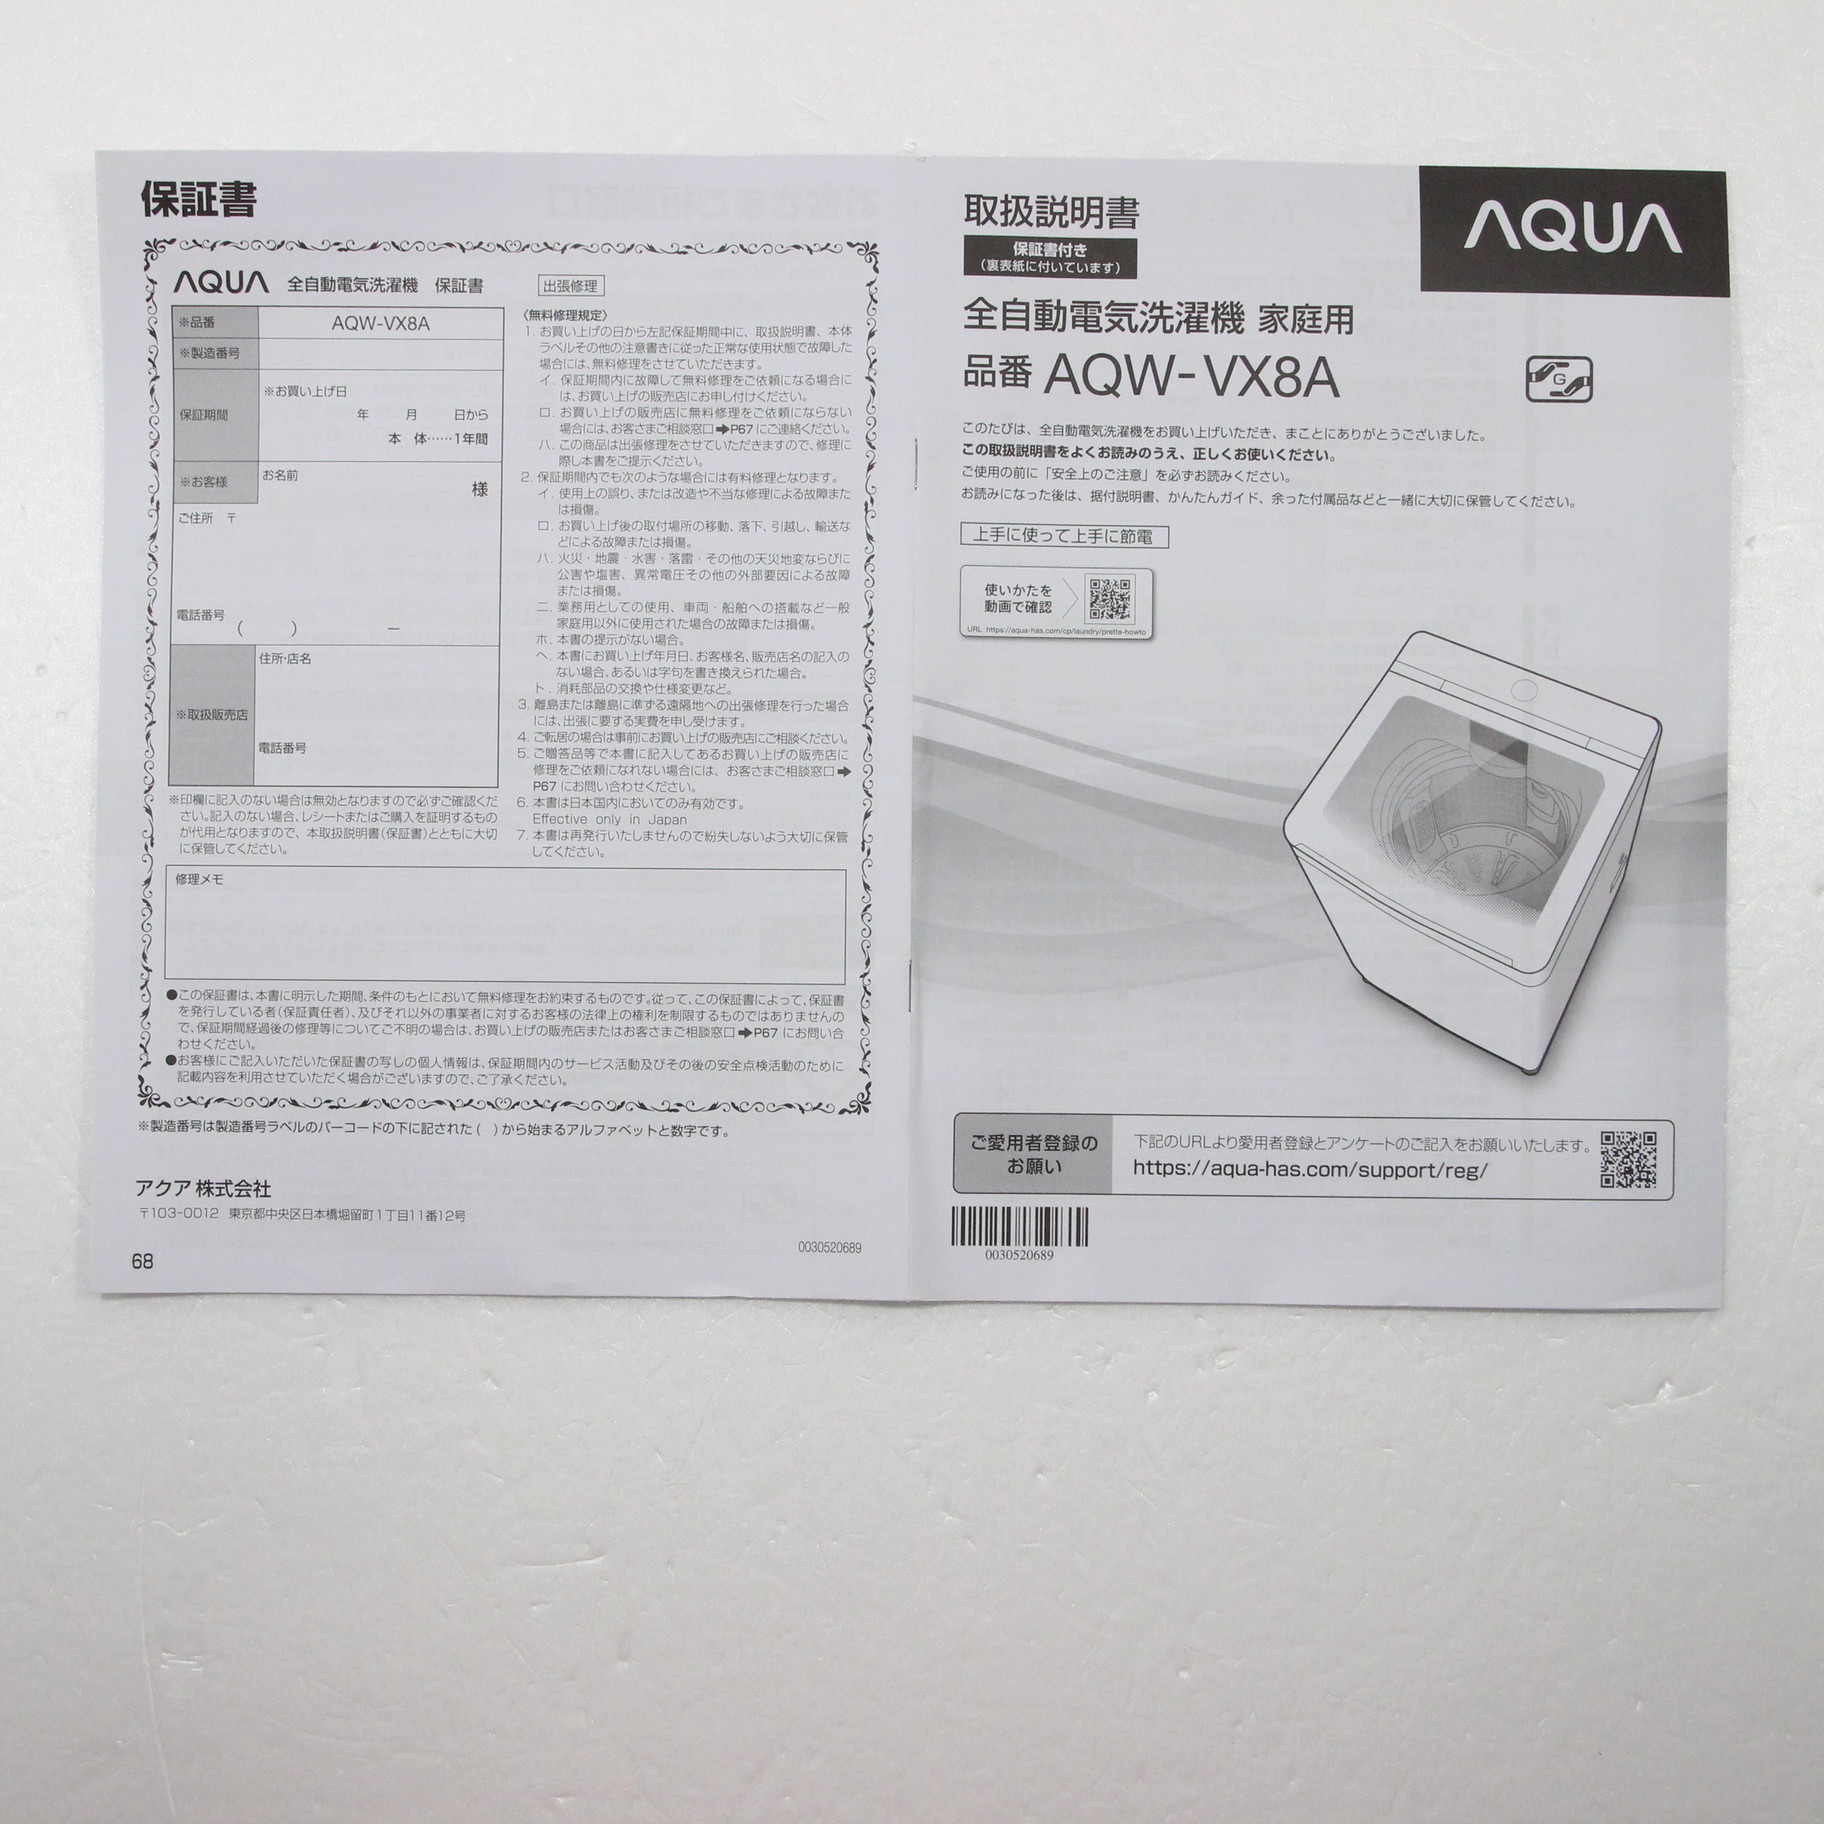 保証書
AQUA 全自動電気洗濯機 保証書 出張修理
※品番 AQW-VX8A
※製造番号
保証期間
※お買い上げ日
年 月 日から
本 体……1年間
※お客様
お名前
様
ご住所 〒
電話番号
( ) ー
※取扱販売店
住所・店名
電話番号
※印欄に記入のない場合は無効となりますので必ずご確認くだ
さい。記入のない場合、レシートまたはご購入を証明するもの
が代用となりますので、本取扱説明書(保証書)とともに大切
に保管してください。
〈無料修理規定〉
1. お買い上げの日から左記保証期間中に、取扱説明書、本体
ラベルその他の注意書きに従った正常な使用状態で故障した
場合には、無料修理をさせていただきます。
イ. 保証期間内に故障して無料修理をご依頼になる場合に
は、お買い上げの販売店にお申し付けください。
ロ. お買い上げの販売店に無料修理をご依頼にならない
場合には、お客さまご相談窓口➡P67 にご連絡ください。
ハ. この商品は出張修理をさせていただきますので、修理に
際し本書をご提示ください。
2. 保証期間内でも次のような場合には有料修理となります。
イ. 使用上の誤り、または改造や不当な修理による故障また
は損傷。
ロ. お買い上げ後の取付場所の移動、落下、引越し、輸送な
どによる故障または損傷。
ハ. 火災・地震・水害・落雷・その他の天災地変ならびに
公害や塩害、異常電圧その他の外部要因による故障
または損傷。
ニ. 業務用としての使用、車両・船舶への搭載など一般
家庭用以外に使用された場合の故障または損傷。
ホ. 本書の提示がない場合。
ヘ. 本書にお買い上げ年月日、お客様名、販売店名の記入の
ない場合、あるいは字句を書き換えられた場合。
ト. 消耗部品の交換や仕様変更など。
3. 離島または離島に準ずる遠隔地への出張修理を行った場合
には、出張に要する実費を申し受けます。
4. ご転居の場合は事前にお買い上げの販売店にご相談ください。
5. ご贈答品等で本書に記入してあるお買い上げの販売店に
修理をご依頼になれない場合には、お客さまご相談窓口➡
P67 にお問い合わせください。
6. 本書は日本国内においてのみ有効です。
Effective only in Japan
7. 本書は再発行いたしませんので紛失しないよう大切に保管
してください。
修理メモ
●この保証書は、本書に明示した期間、条件のもとにおいて無料修理をお約束するものです。従って、この保証書によって、保証書
を発行している者(保証責任者)、及びそれ以外の事業者に対するお客様の法律上の権利を制限するものではありませんの
で、保証期間経過後の修理等についてご不明の場合は、お買い上げの販売店またはお客さまご相談窓口➡P67 にお問い合
わせください。
●お客様にご記入いただいた保証書の写しの個人情報は、保証期間内のサービス活動及びその後の安全点検活動のために
記載内容を利用させていただく場合がございますので、ご了承ください。
※製造番号は製造番号ラベルのバーコードの下に記された( )から始まるアルファベットと数字です。
アクア 株式会社
〒103-0012 東京都中央区日本橋堀留町1丁目11番12号
0030520689
68
取扱説明書
保証書付き
(裏表紙に付いています)
AQUA
全自動電気洗濯機 家庭用
品番 AQW-VX8A
G
このたびは、全自動電気洗濯機をお買い上げいただき、まことにありがとうございました。
この取扱説明書をよくお読みのうえ、正しくお使いください。
ご使用の前に「安全上のご注意」を必ずお読みください。
お読みになった後は、据付説明書、かんたんガイド、余った付属品などと一緒に大切に保管してください。
上手に使って上手に節電
使いかたを
動画で確認
URL https://aqua-has.com/cp/laundry/prette-howto
ご愛用者登録の
お願い
下記のURLより愛用者登録とアンケートのご記入をお願いいたします。
https://aqua-has.com/support/reg/
0030520689